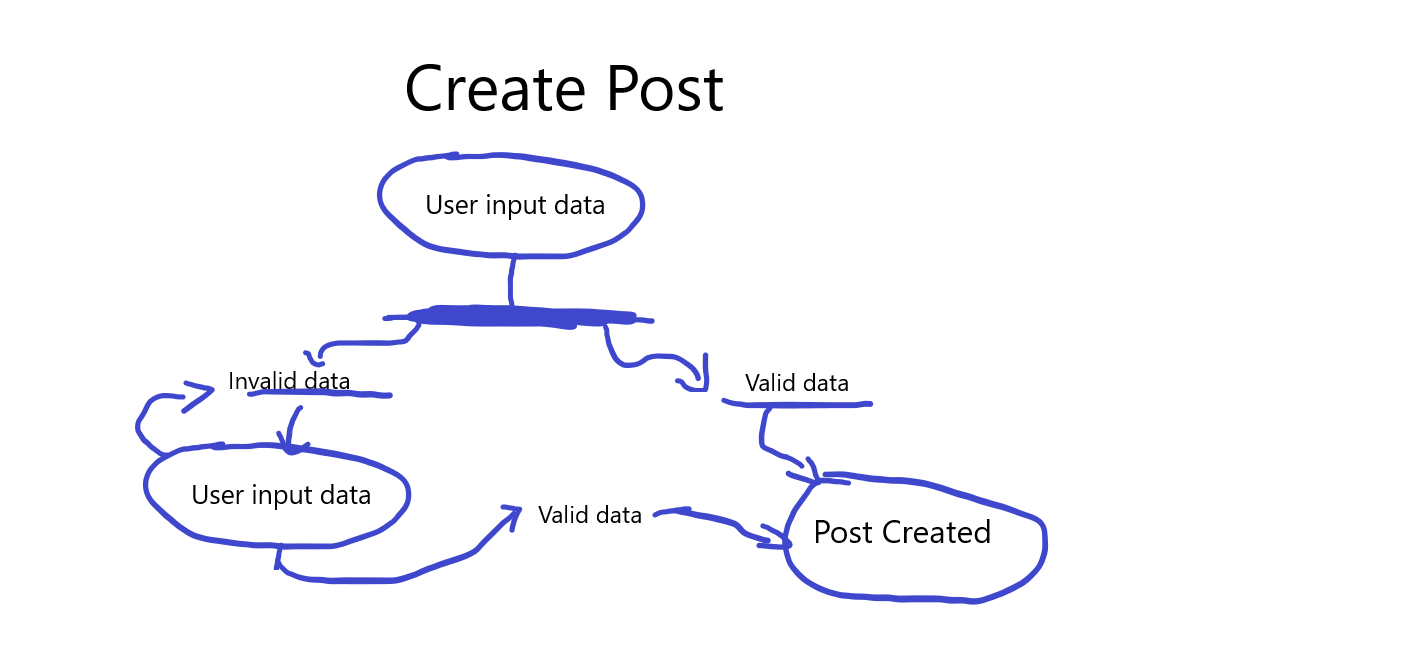 Create Post
User input data
Invalid data
Valid data
User input data
Valid data
Post Created